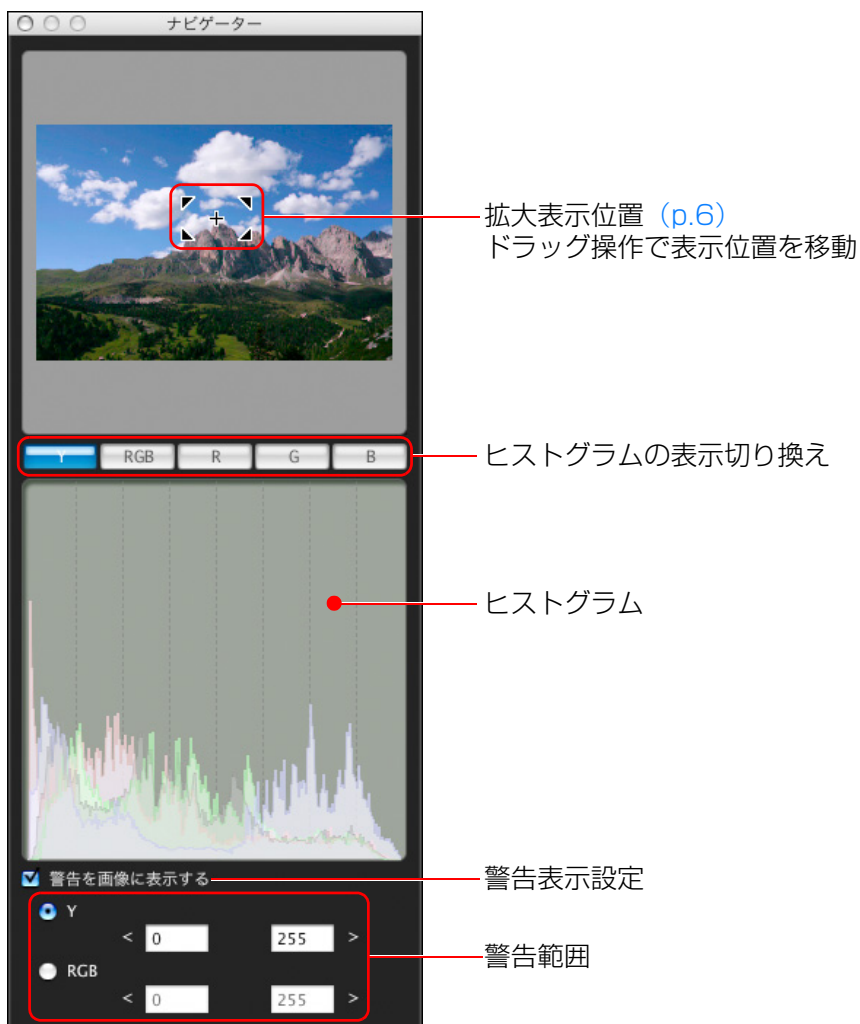 ナビゲーター
拡大表示位置（p.6）
ドラッグ操作で表示位置を移動
Y RGB R G B
ヒストグラムの表示切り換え
ヒストグラム
警告を画像に表示する
警告表示設定
Y
< 0 255 >
警告範囲
RGB
< 0 255 >